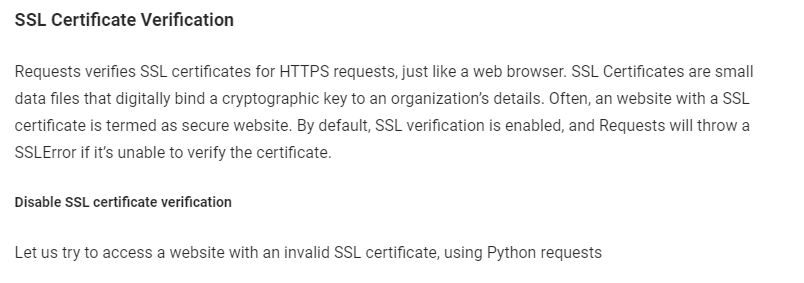 SSL Certificate Verification
Requests verifies SSL certificates for HTTPS requests, just like a web browser. SSL Certificates are small
data files that digitally bind a cryptographic key to an organization’s details. Often, an website with a SSL
certificate is termed as secure website. By default, SSL verification is enabled, and Requests will throw a
SSLError if it’s unable to verify the certificate.
Disable SSL certificate verification
Let us try to access a website with an invalid SSL certificate, using Python requests